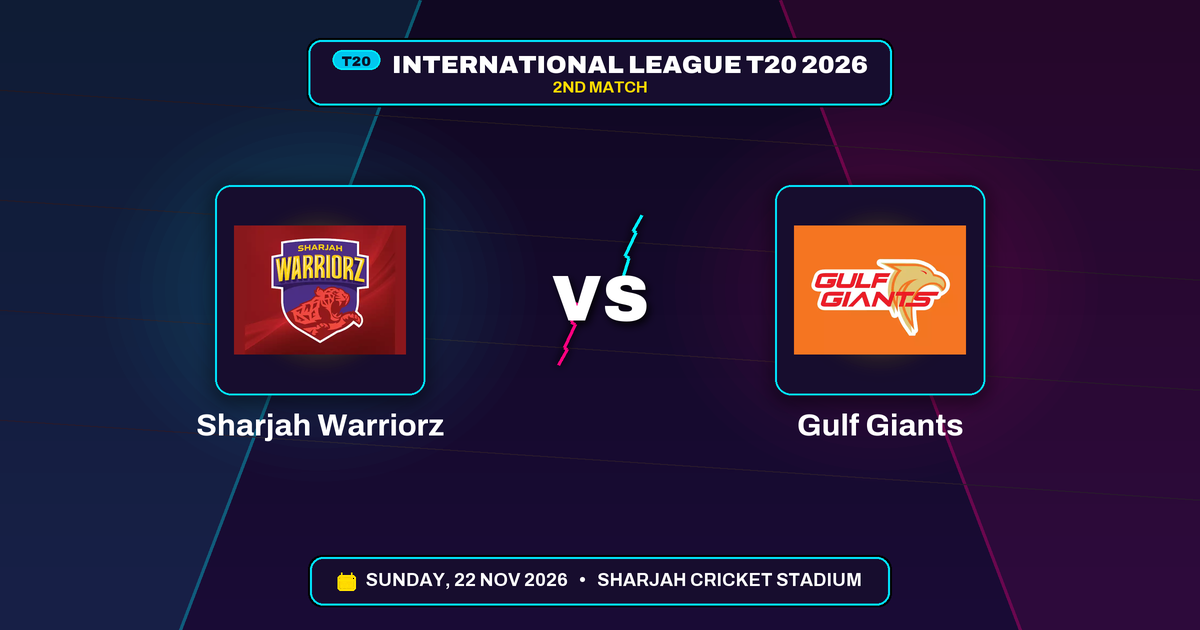 T20 INTERNATIONAL LEAGUE T20 2026
2ND MATCH
SHARJAH
WARRIORZ
VS
GULF
GIANTS
Sharjah Warriorz
Gulf Giants
SUNDAY, 22 NOV 2026 • SHARJAH CRICKET STADIUM